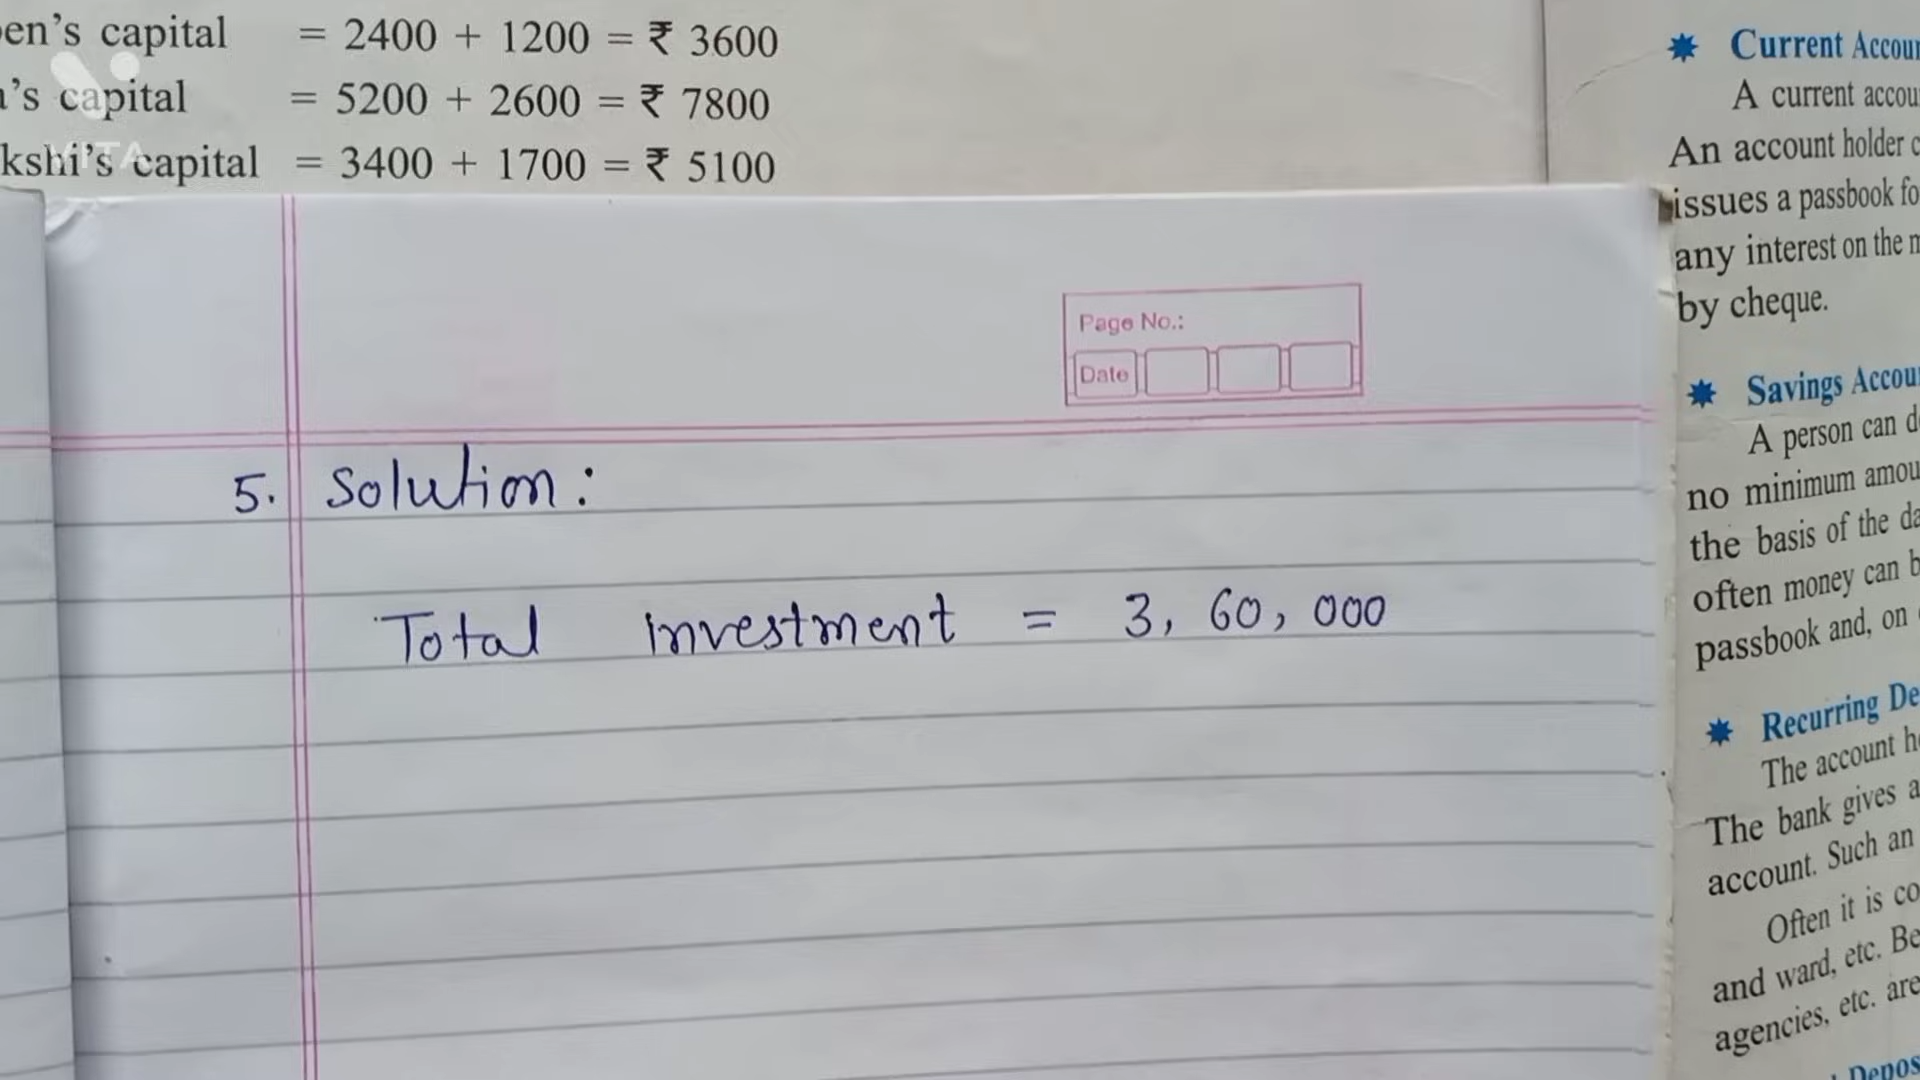 en's capital = 2400 + 1200 = ₹ 3600
's capital = 5200 + 2600 = ₹ 7800
kshi's capital = 3400 + 1700 = ₹ 5100
VITA
Page No.:
Date
5. Solution:
Total investment = 3, 60, 000
Current Accou
A current accou
An account holder c
issues a passbook fo
any interest on the
by cheque.
Savings Accou
A person can d
no minimum amou
the basis of the da
often money can b
passbook and, on
Recurring De
The account h
The bank gives a
account. Such an
Often it is co
and ward, etc. Be
agencies, etc. are
Depos